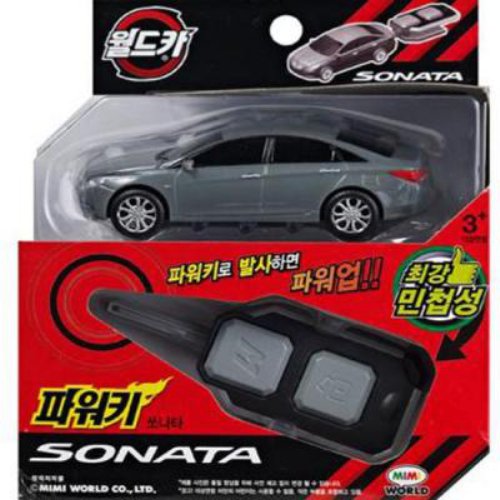 월드카
SONATA
3+
파워키로 발사하면
파워업!!
최강
민첩성
파워키
쏘나타
SONATA
©MIMI WORLD CO., LTD.
MIMI
WORLD